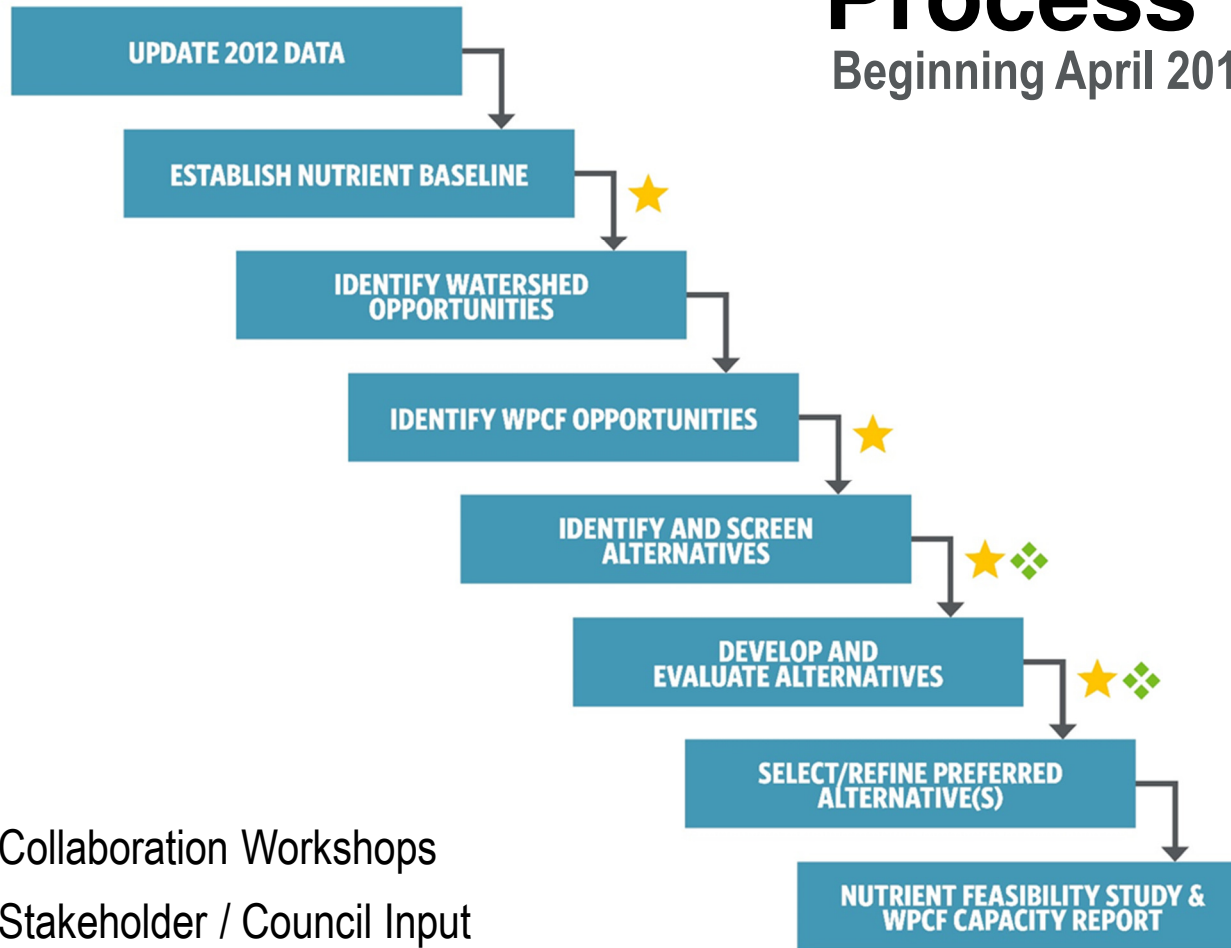 Process
Beginning April 201
UPDATE 2012 DATA
ESTABLISH NUTRIENT BASELINE
IDENTIFY WATERSHED
OPPORTUNITIES
IDENTIFY WPCF OPPORTUNITIES
IDENTIFY AND SCREEN
ALTERNATIVES
DEVELOP AND
EVALUATE ALTERNATIVES
SELECT/REFINE PREFERRED
ALTERNATIVE(S)
NUTRIENT FEASIBILITY STUDY &
WPCF CAPACITY REPORT
Collaboration Workshops
Stakeholder / Council Input